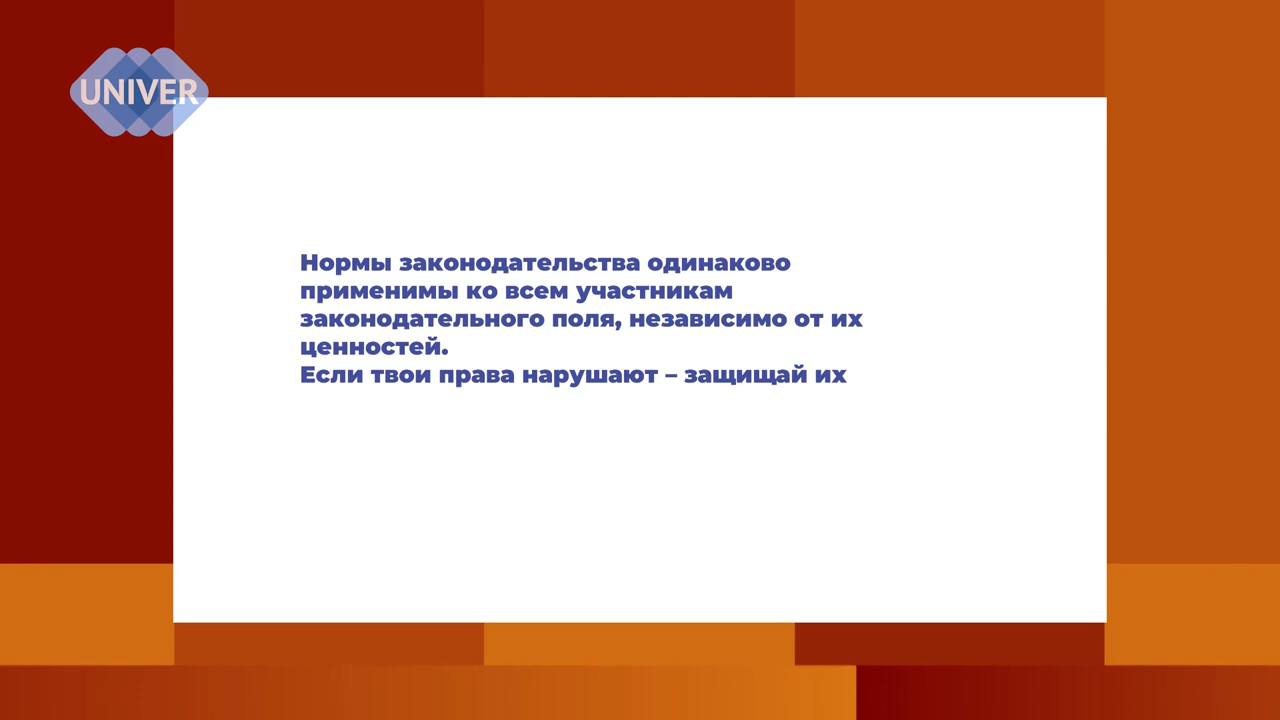 UNIVER
Нормы законодательства одинаково
применимы ко всем участникам
законодательного поля, независимо от их
ценностей.
Если твои права нарушают – защищай их